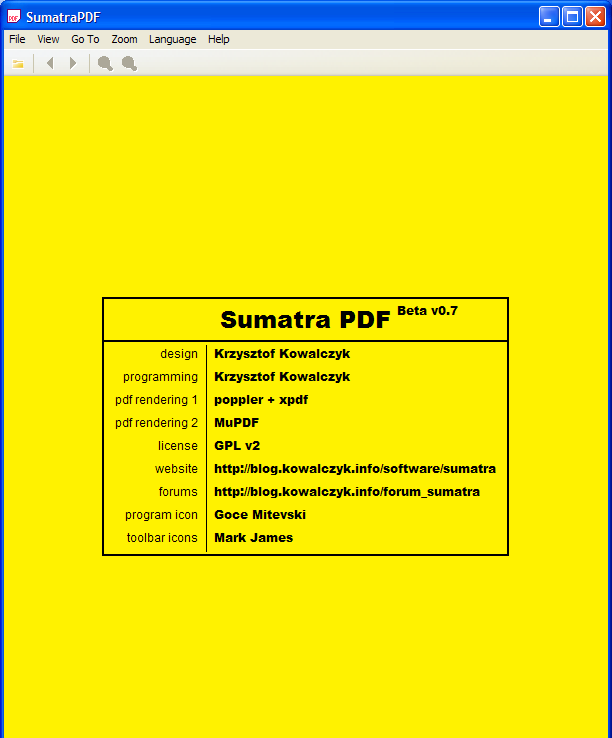 SumatraPDF
File View Go To Zoom Language Help
Sumatra PDF Beta v0.7
design Krzysztof Kowalczyk
programming Krzysztof Kowalczyk
pdf rendering 1 poppler + xpdf
pdf rendering 2 MuPDF
license GPL v2
website http://blog.kowalczyk.info/software/sumatra
forums http://blog.kowalczyk.info/forum_sumatra
program icon Goce Mitevski
toolbar icons Mark James